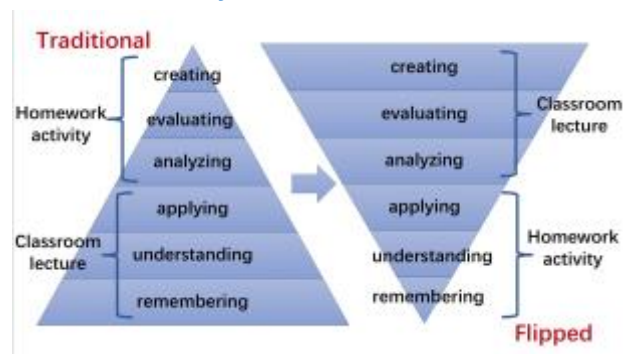 Traditional
Homework
activity
creating
evaluating
analyzing
Classroom
lecture
applying
understanding
remembering
creating
evaluating
analyzing
Classroom
lecture
applying
understanding
remembering
Homework
activity
Flipped